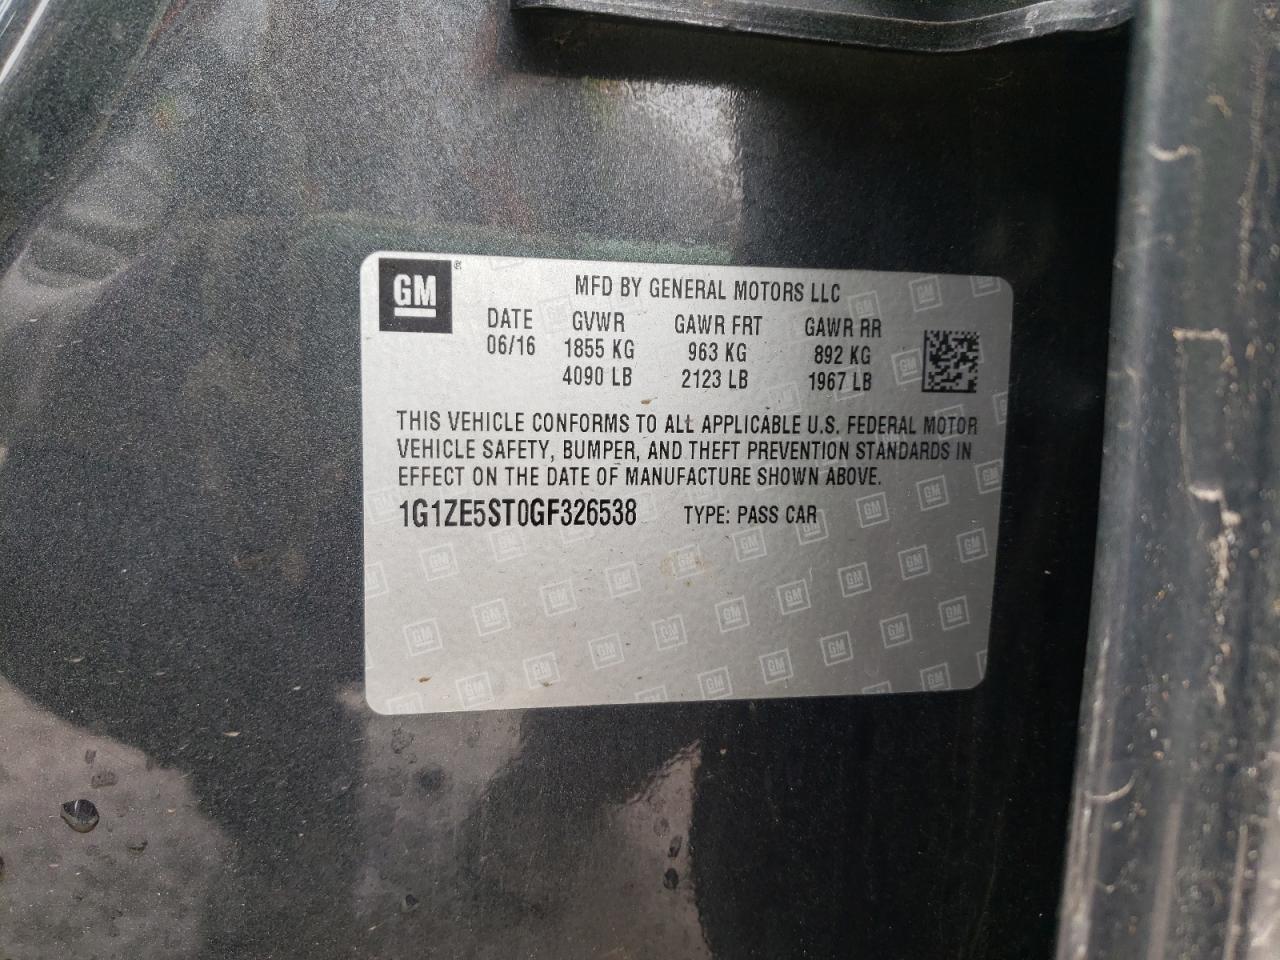 GM
MFD BY GENERAL MOTORS LLC
DATE GVWR GAWR FRT GAWR RR
06/16 1855 KG 963 KG 892 KG
4090 LB 2123 LB 1967 LB
THIS VEHICLE CONFORMS TO ALL APPLICABLE U.S. FEDERAL MOTOR
VEHICLE SAFETY, BUMPER, AND THEFT PREVENTION STANDARDS IN
EFFECT ON THE DATE OF MANUFACTURE SHOWN ABOVE.
1G1ZE5ST0GF326538 TYPE: PASS CAR